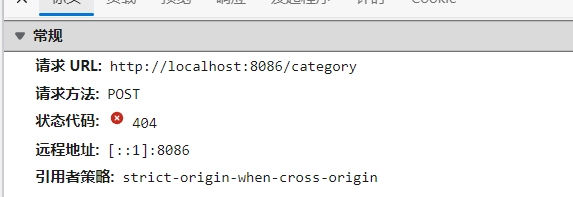 Cookie
常规
请求 URL: http://localhost:8086/category
请求方法: POST
状态代码: 404
远程地址: [::1]:8086
引用者策略: strict-origin-when-cross-origin